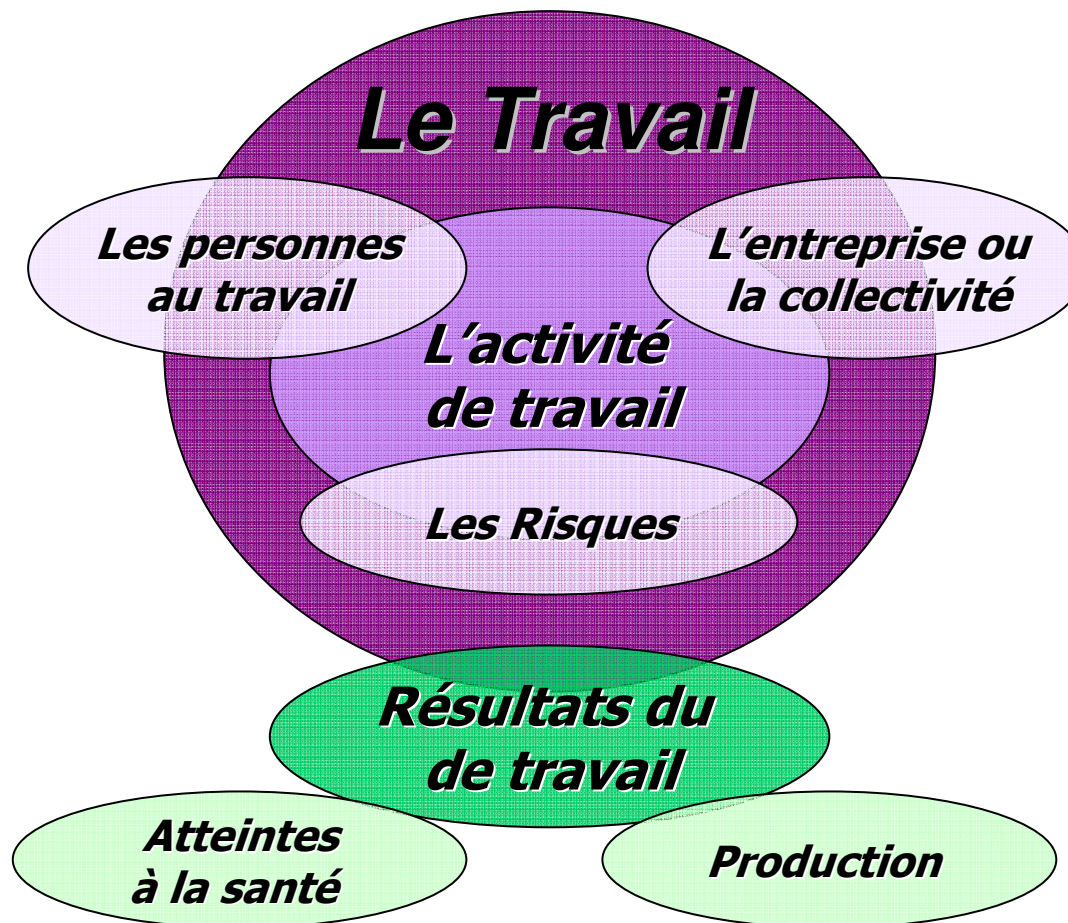 Le Travail
Les personnes
au travail
L’entreprise ou
la collectivité
L’activité
de travail
Les Risques
Résultats du
de travail
Atteintes
à la santé
Production